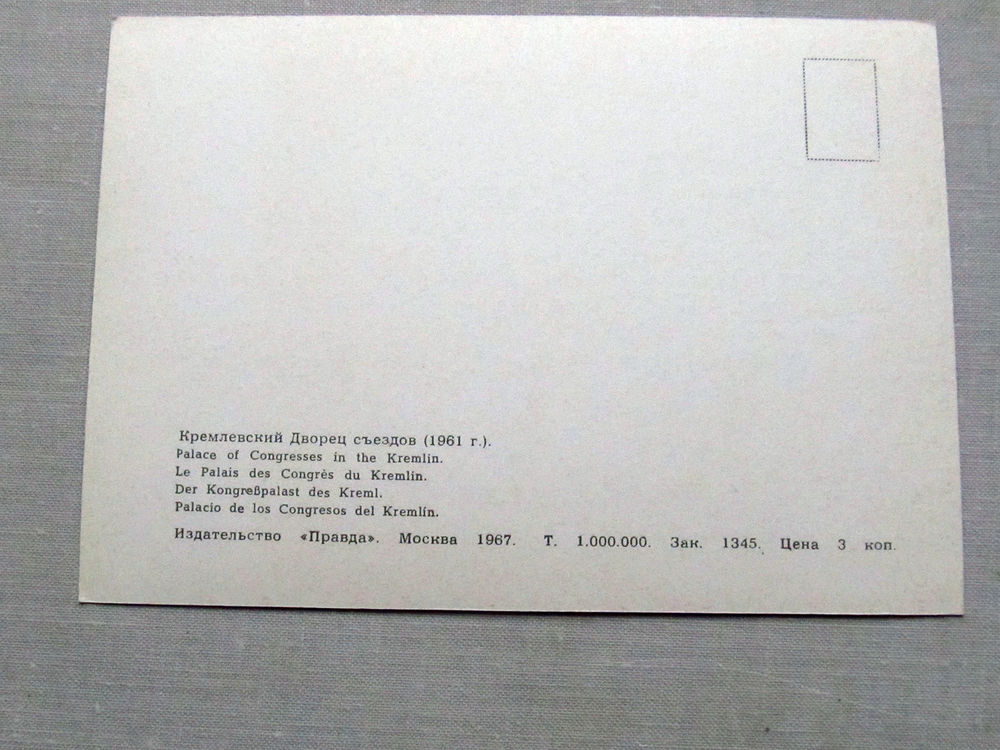 Кремлевский Дворец съездов (1961 г.).
Palace of Congresses in the Kremlin.
Le Palais des Congrès du Kremlin.
Der Kongreßpalast des Kreml.
Palacio de los Congresos del Kremlín.
Издательство «Правда». Москва 1967. Т. 1.000.000. Зак. 1345. Цена 3 коп.